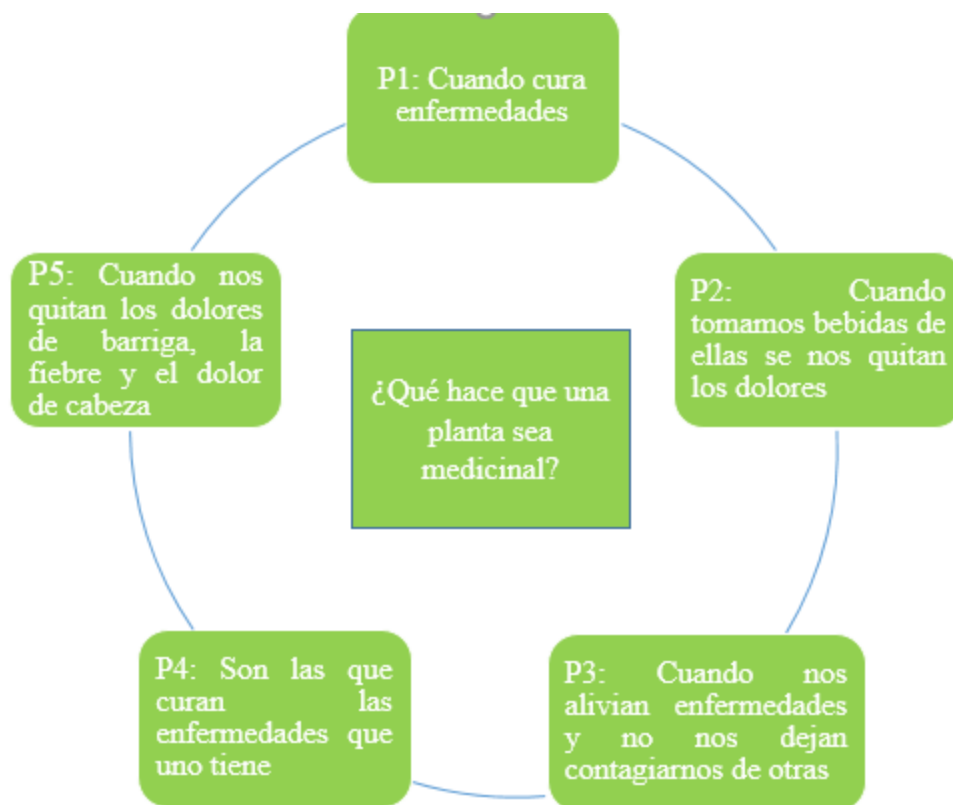 P1: Cuando cura
enfermedades
P2: Cuando
tomamos bebidas de
ellas se nos quitan
los dolores
P3: Cuando nos
alivian enfermedades
y no nos dejan
contagiarnos de otras
P4: Son las que
curan las
enfermedades que
uno tiene
P5: Cuando nos
quitan los dolores
de barriga, la
fiebre y el dolor
de cabeza
¿Qué hace que una
planta sea
medicinal?